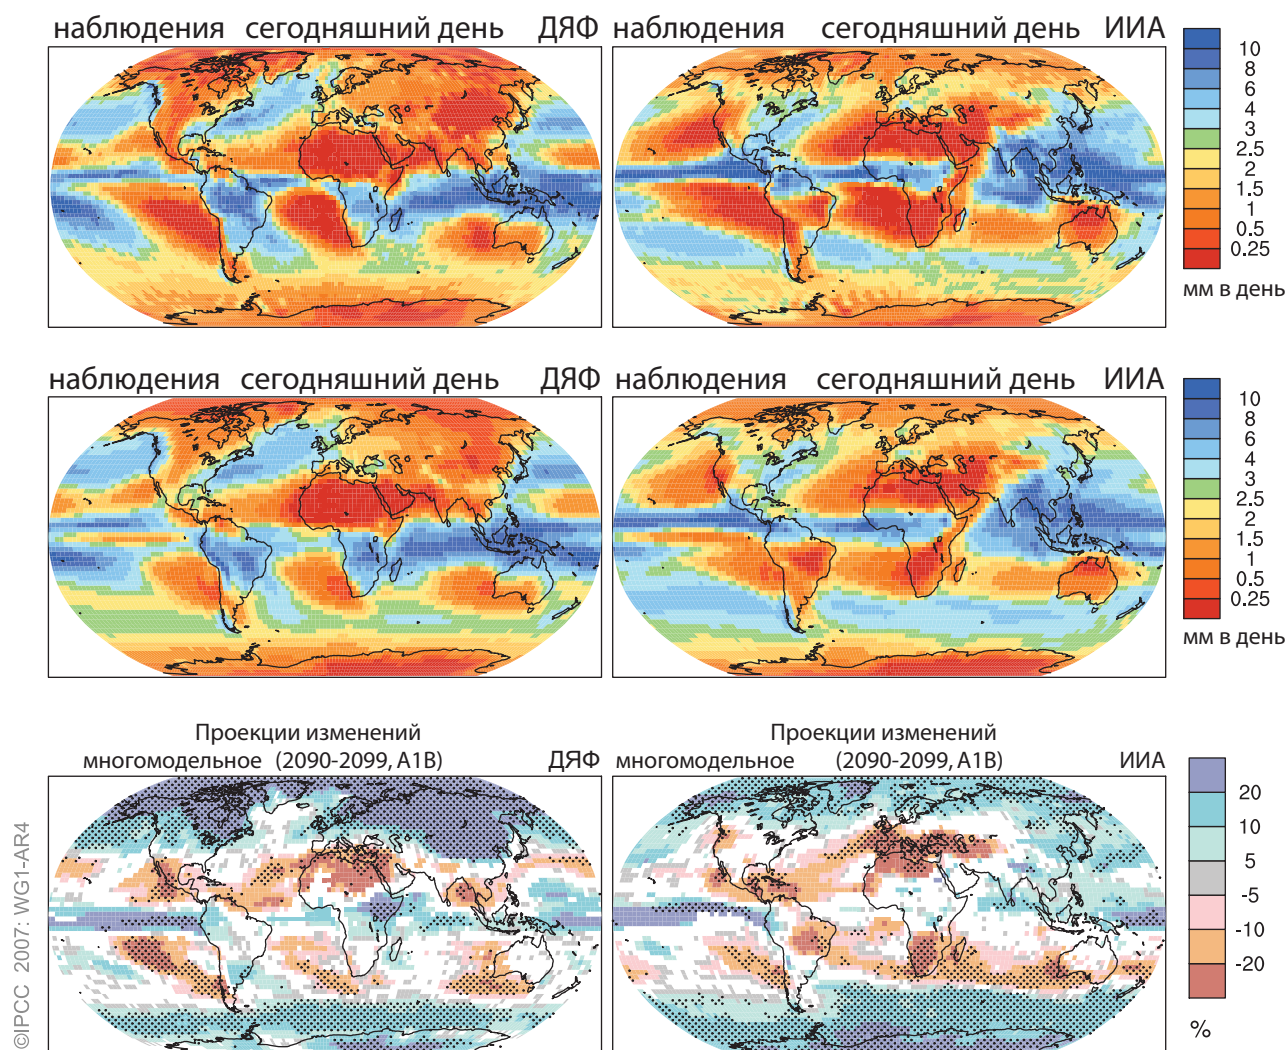 наблюдения сегодняшний день ДЯФ
наблюдения сегодняшний день ИИА
10
8
6
4
3
2.5
2
1.5
1
0.5
0.25
мм в день
наблюдения сегодняшний день ДЯФ
наблюдения сегодняшний день ИИА
10
8
6
4
3
2.5
2
1.5
1
0.5
0.25
мм в день
Проекции изменений
многомодельное (2090-2099, A1B) ДЯФ
Проекции изменений
многомодельное (2090-2099, A1B) ИИА
20
10
5
-5
-10
-20
%
©IPCC 2007: WG1-AR4